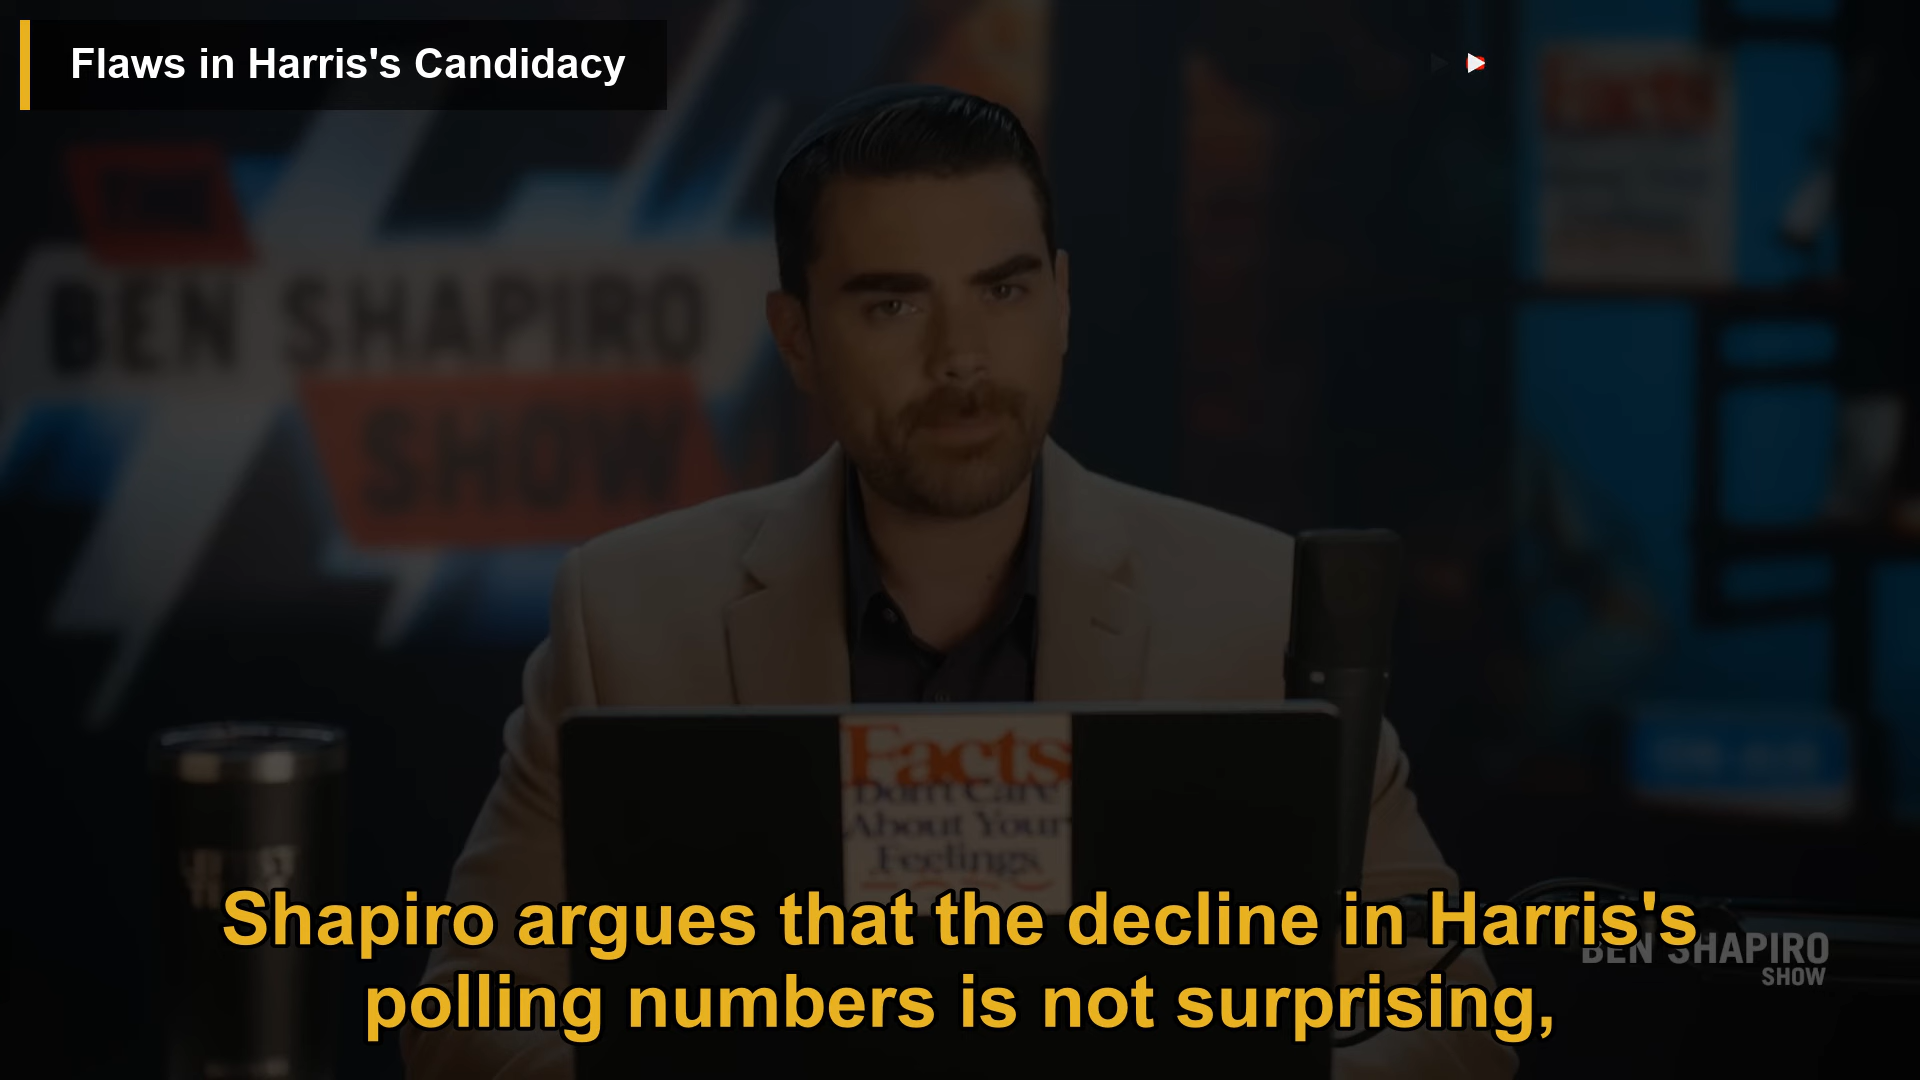 Flaws in Harris's Candidacy
BEN SHAPIRO
SHOW
Facts
Don't Care
About Your
Feelings
Shapiro argues that the decline in Harris's
polling numbers is not surprising,
BEN SHAPIRO
SHOW